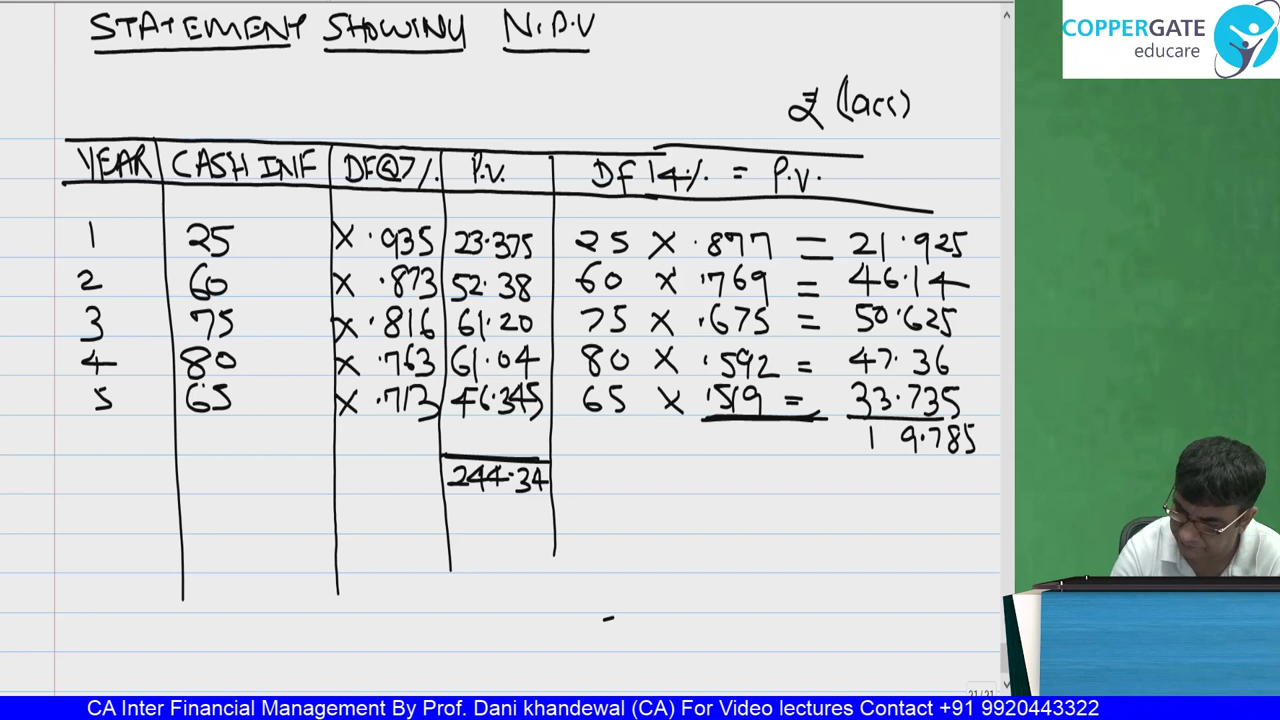 STATEMENT SHOWING N.P.V
COPPERGATE
educare
₹ (lacs)
YEAR CASH INF DF@7% P.V. DF 14% = P.V.
1 25 X .935 23.375 25 X .877 = 21.925
2 60 X .873 52.38 60 X .769 = 46.14
3 75 X .816 61.20 75 X .675 = 50.625
4 80 X .763 61.04 80 X .592 = 47.36
5 65 X .713 46.345 65 X .519 = 33.735
1 9.785
244.34
21/21
CA Inter Financial Management By Prof. Dani khandewal (CA) For Video lectures Contact +91 9920443322